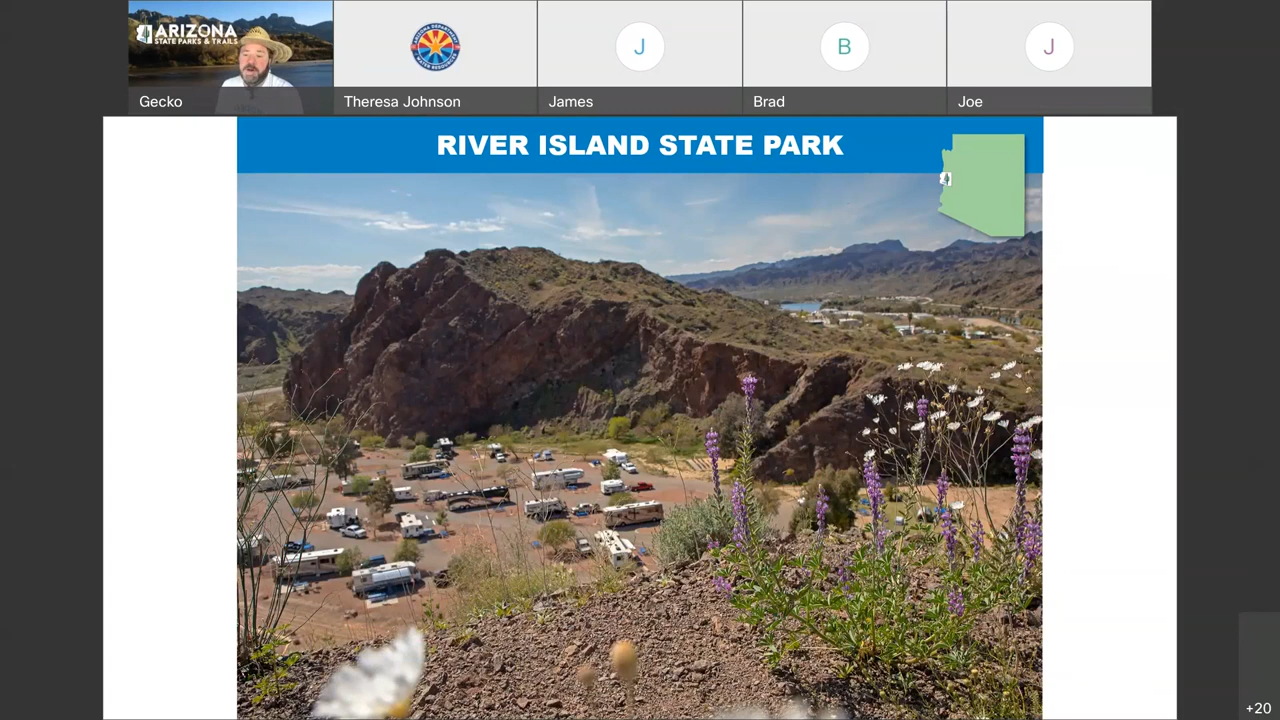 ARIZONA
STATE PARKS & TRAILS
Gecko
Theresa Johnson
J
James
B
Brad
J
Joe
RIVER ISLAND STATE PARK
+20